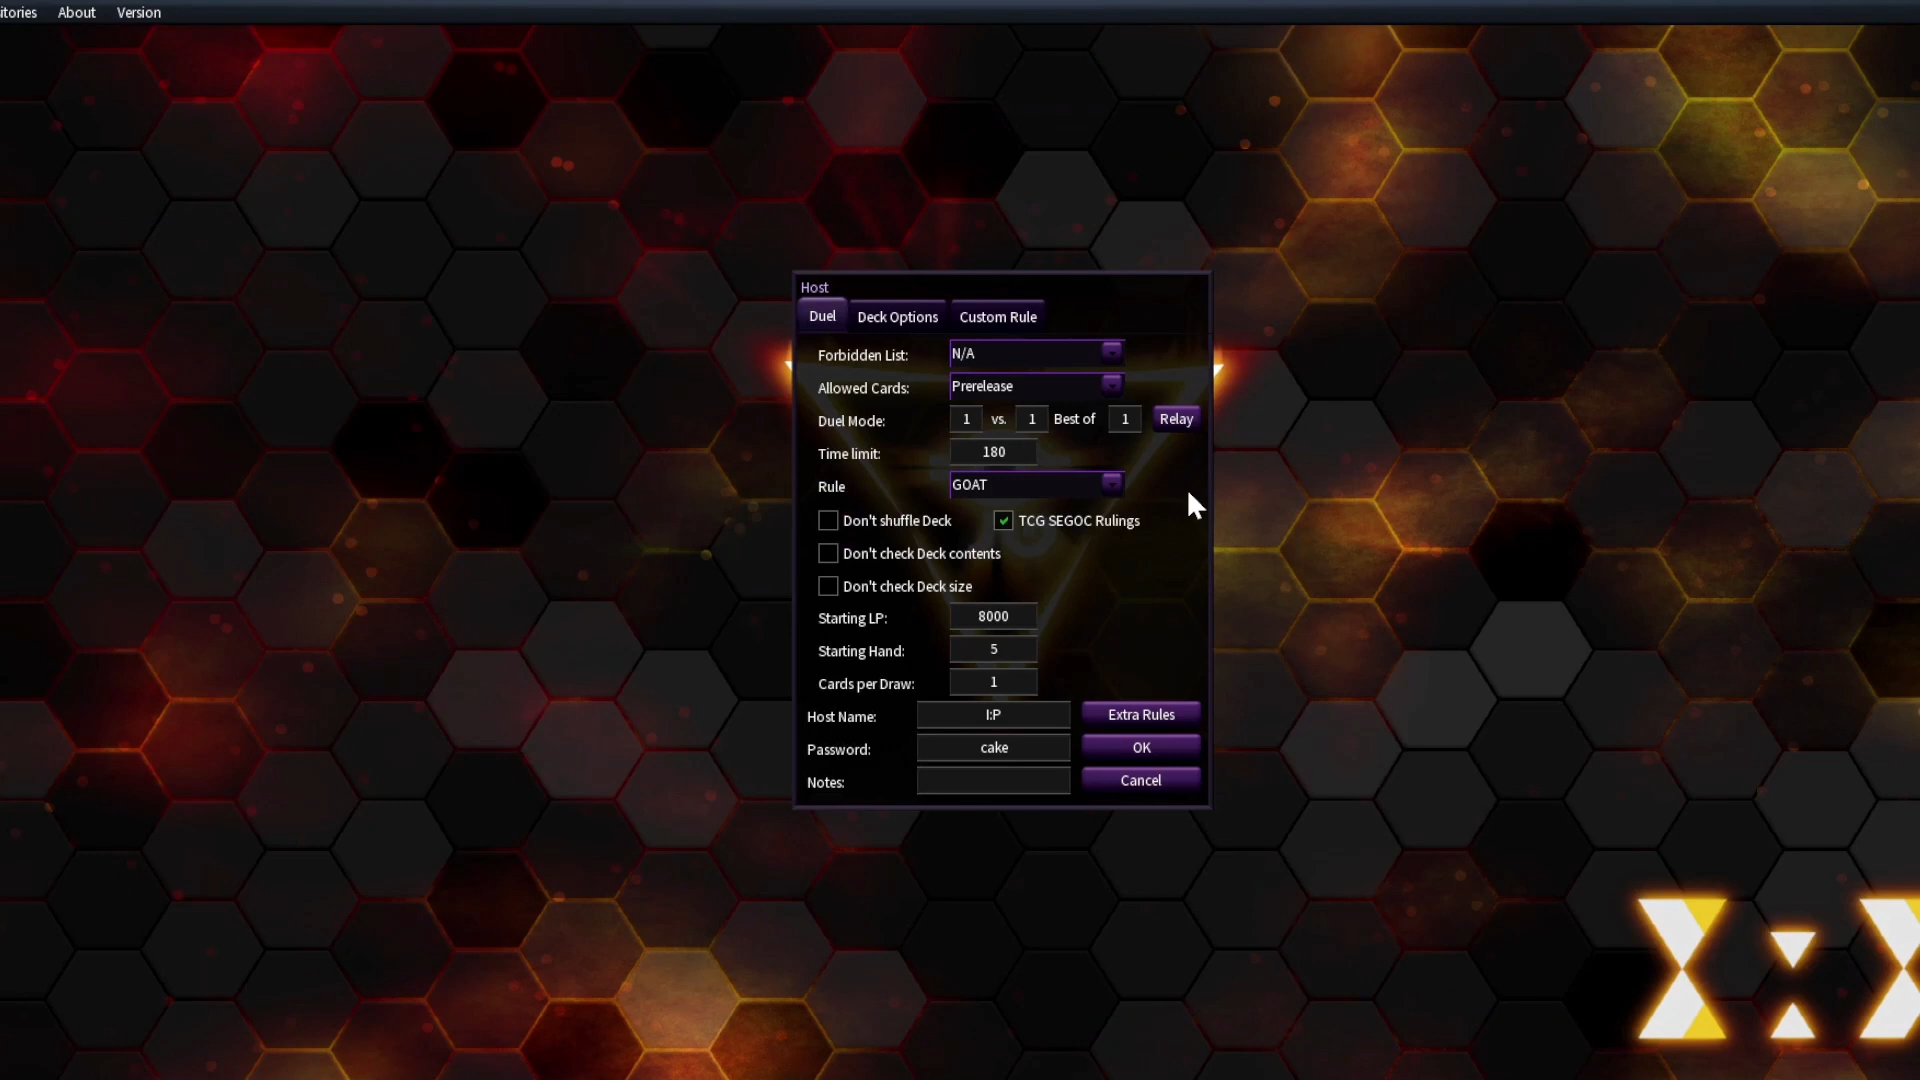 itories About Version
Host
Duel Deck Options Custom Rule
Forbidden List: N/A
Allowed Cards: Prerelease
Duel Mode: 1 vs. 1 Best of 1 Relay
Time limit: 180
Rule GOAT
Don't shuffle Deck TCG SEGOC Rulings
Don't check Deck contents
Don't check Deck size
Starting LP: 8000
Starting Hand: 5
Cards per Draw: 1
Host Name: I:P Extra Rules
Password: cake OK
Notes: Cancel